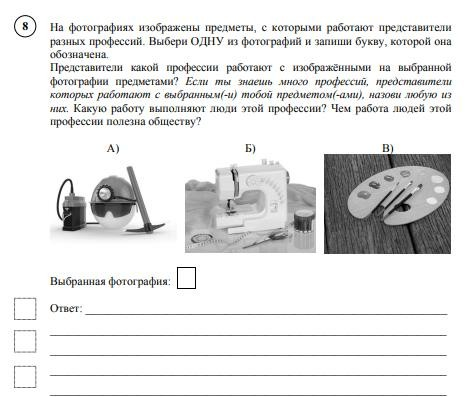 8
На фотографиях изображены предметы, с которыми работают представители
разных профессий. Выбери ОДНУ из фотографий и запиши букву, которой она
обозначена.
Представители какой профессии работают с изображёнными на выбранной
фотографии предметами? Если ты знаешь много профессий, представители
которых работают с выбранным(-и) тобой предметом(-ами), назови любую из
них. Какую работу выполняют люди этой профессии? Чем работа людей этой
профессии полезна обществу?
А) Б) В)
Выбранная фотография:
Ответ: